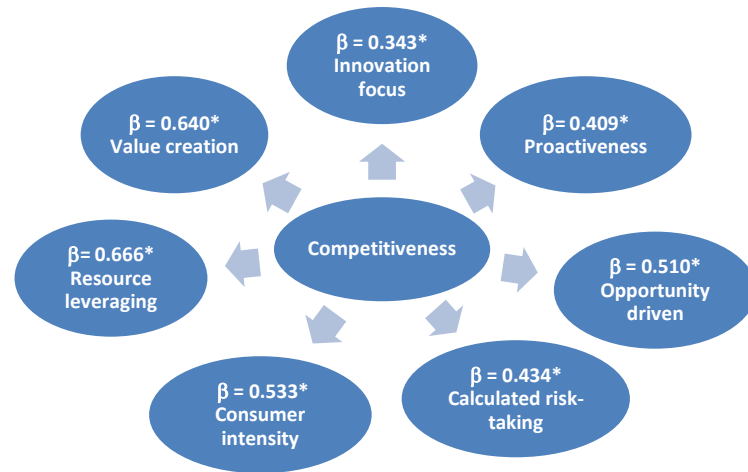 β = 0.343*
Innovation
focus
β = 0.640*
Value creation
β= 0.409*
Proactiveness
Competitiveness
β= 0.666*
Resource
leveraging
β = 0.510*
Opportunity
driven
β = 0.533*
Consumer
intensity
β = 0.434*
Calculated risk-
taking